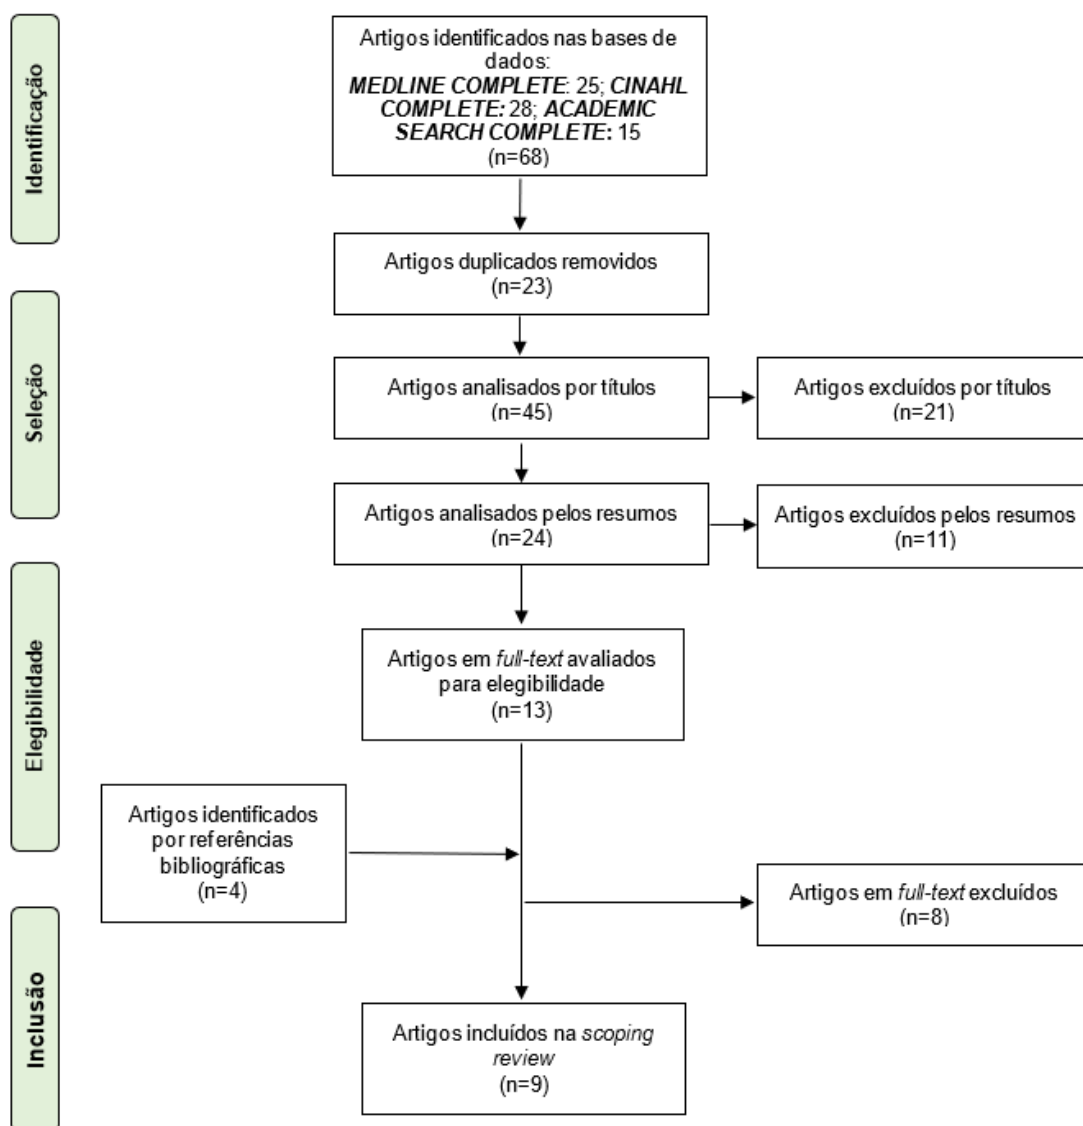 Identificação
Artigos identificados nas bases de
dados:
MEDLINE COMPLETE: 25; CINAHL
COMPLETE: 28; ACADEMIC
SEARCH COMPLETE: 15
(n=68)
Artigos duplicados removidos
(n=23)
Seleção
Artigos analisados por títulos
(n=45)
Artigos excluídos por títulos
(n=21)
Artigos analisados pelos resumos
(n=24)
Artigos excluídos pelos resumos
(n=11)
Elegibilidade
Artigos em full-text avaliados
para elegibilidade
(n=13)
Artigos identificados
por referências
bibliográficas
(n=4)
Artigos em full-text excluídos
(n=8)
Inclusão
Artigos incluídos na scoping
review
(n=9)